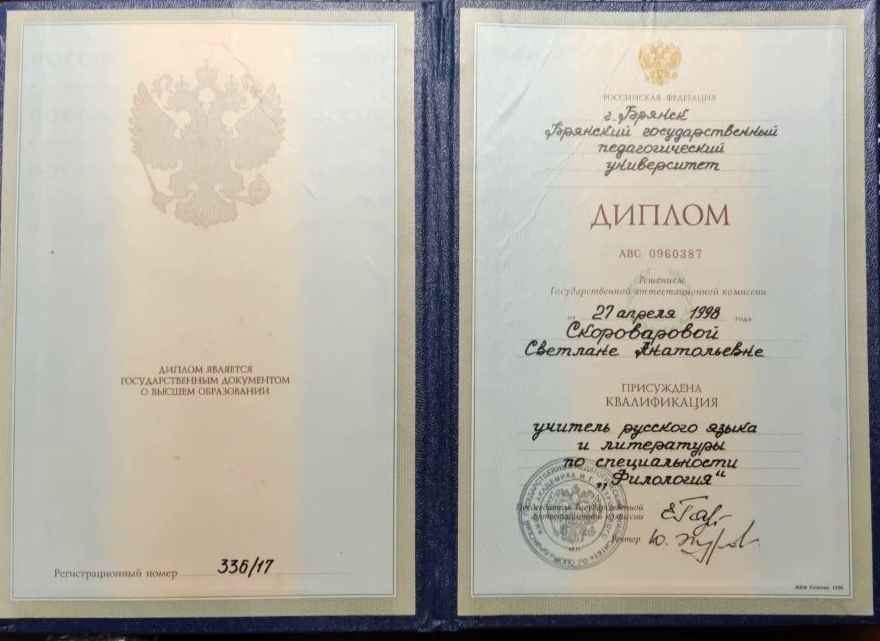 ДИПЛОМ ЯВЛЯЕТСЯ
ГОСУДАРСТВЕННЫМ ДОКУМЕНТОМ
О ВЫСШЕМ ОБРАЗОВАНИИ
Регистрационный номер 336/17
РОССИЙСКАЯ ФЕДЕРАЦИЯ
г. Брянск
Брянский государственный
педагогический
университет
ДИПЛОМ
АВС 0960387
Решением
Государственной аттестационной комиссии
от 27 апреля 1998 года
Скороваровой
Светлане Анатольевне
ПРИСУЖДЕНА
КВАЛИФИКАЦИЯ
учитель русского языка
и литературы
по специальности
„Филология“
Председатель Государственной
аттестационной комиссии
Ректор